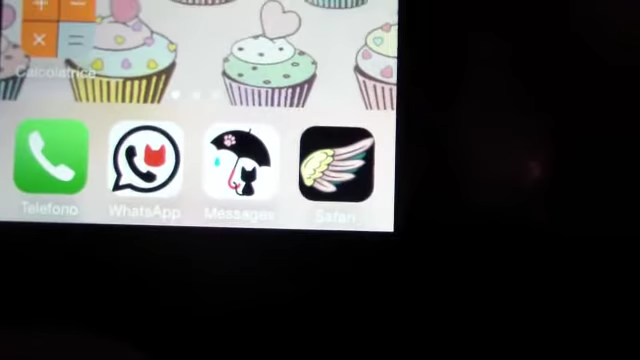 Calcolatrice
Telefono
WhatsApp
Messages
Safari